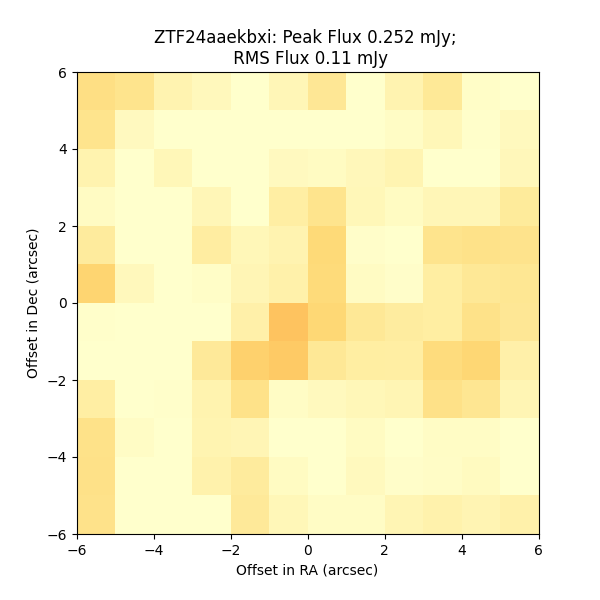 ZTF24aaekbxi: Peak Flux 0.252 mJy;
RMS Flux 0.11 mJy
6
4
2
0
−2
−4
−6
Offset in Dec (arcsec)
−6 −4 −2 0 2 4 6
Offset in RA (arcsec)